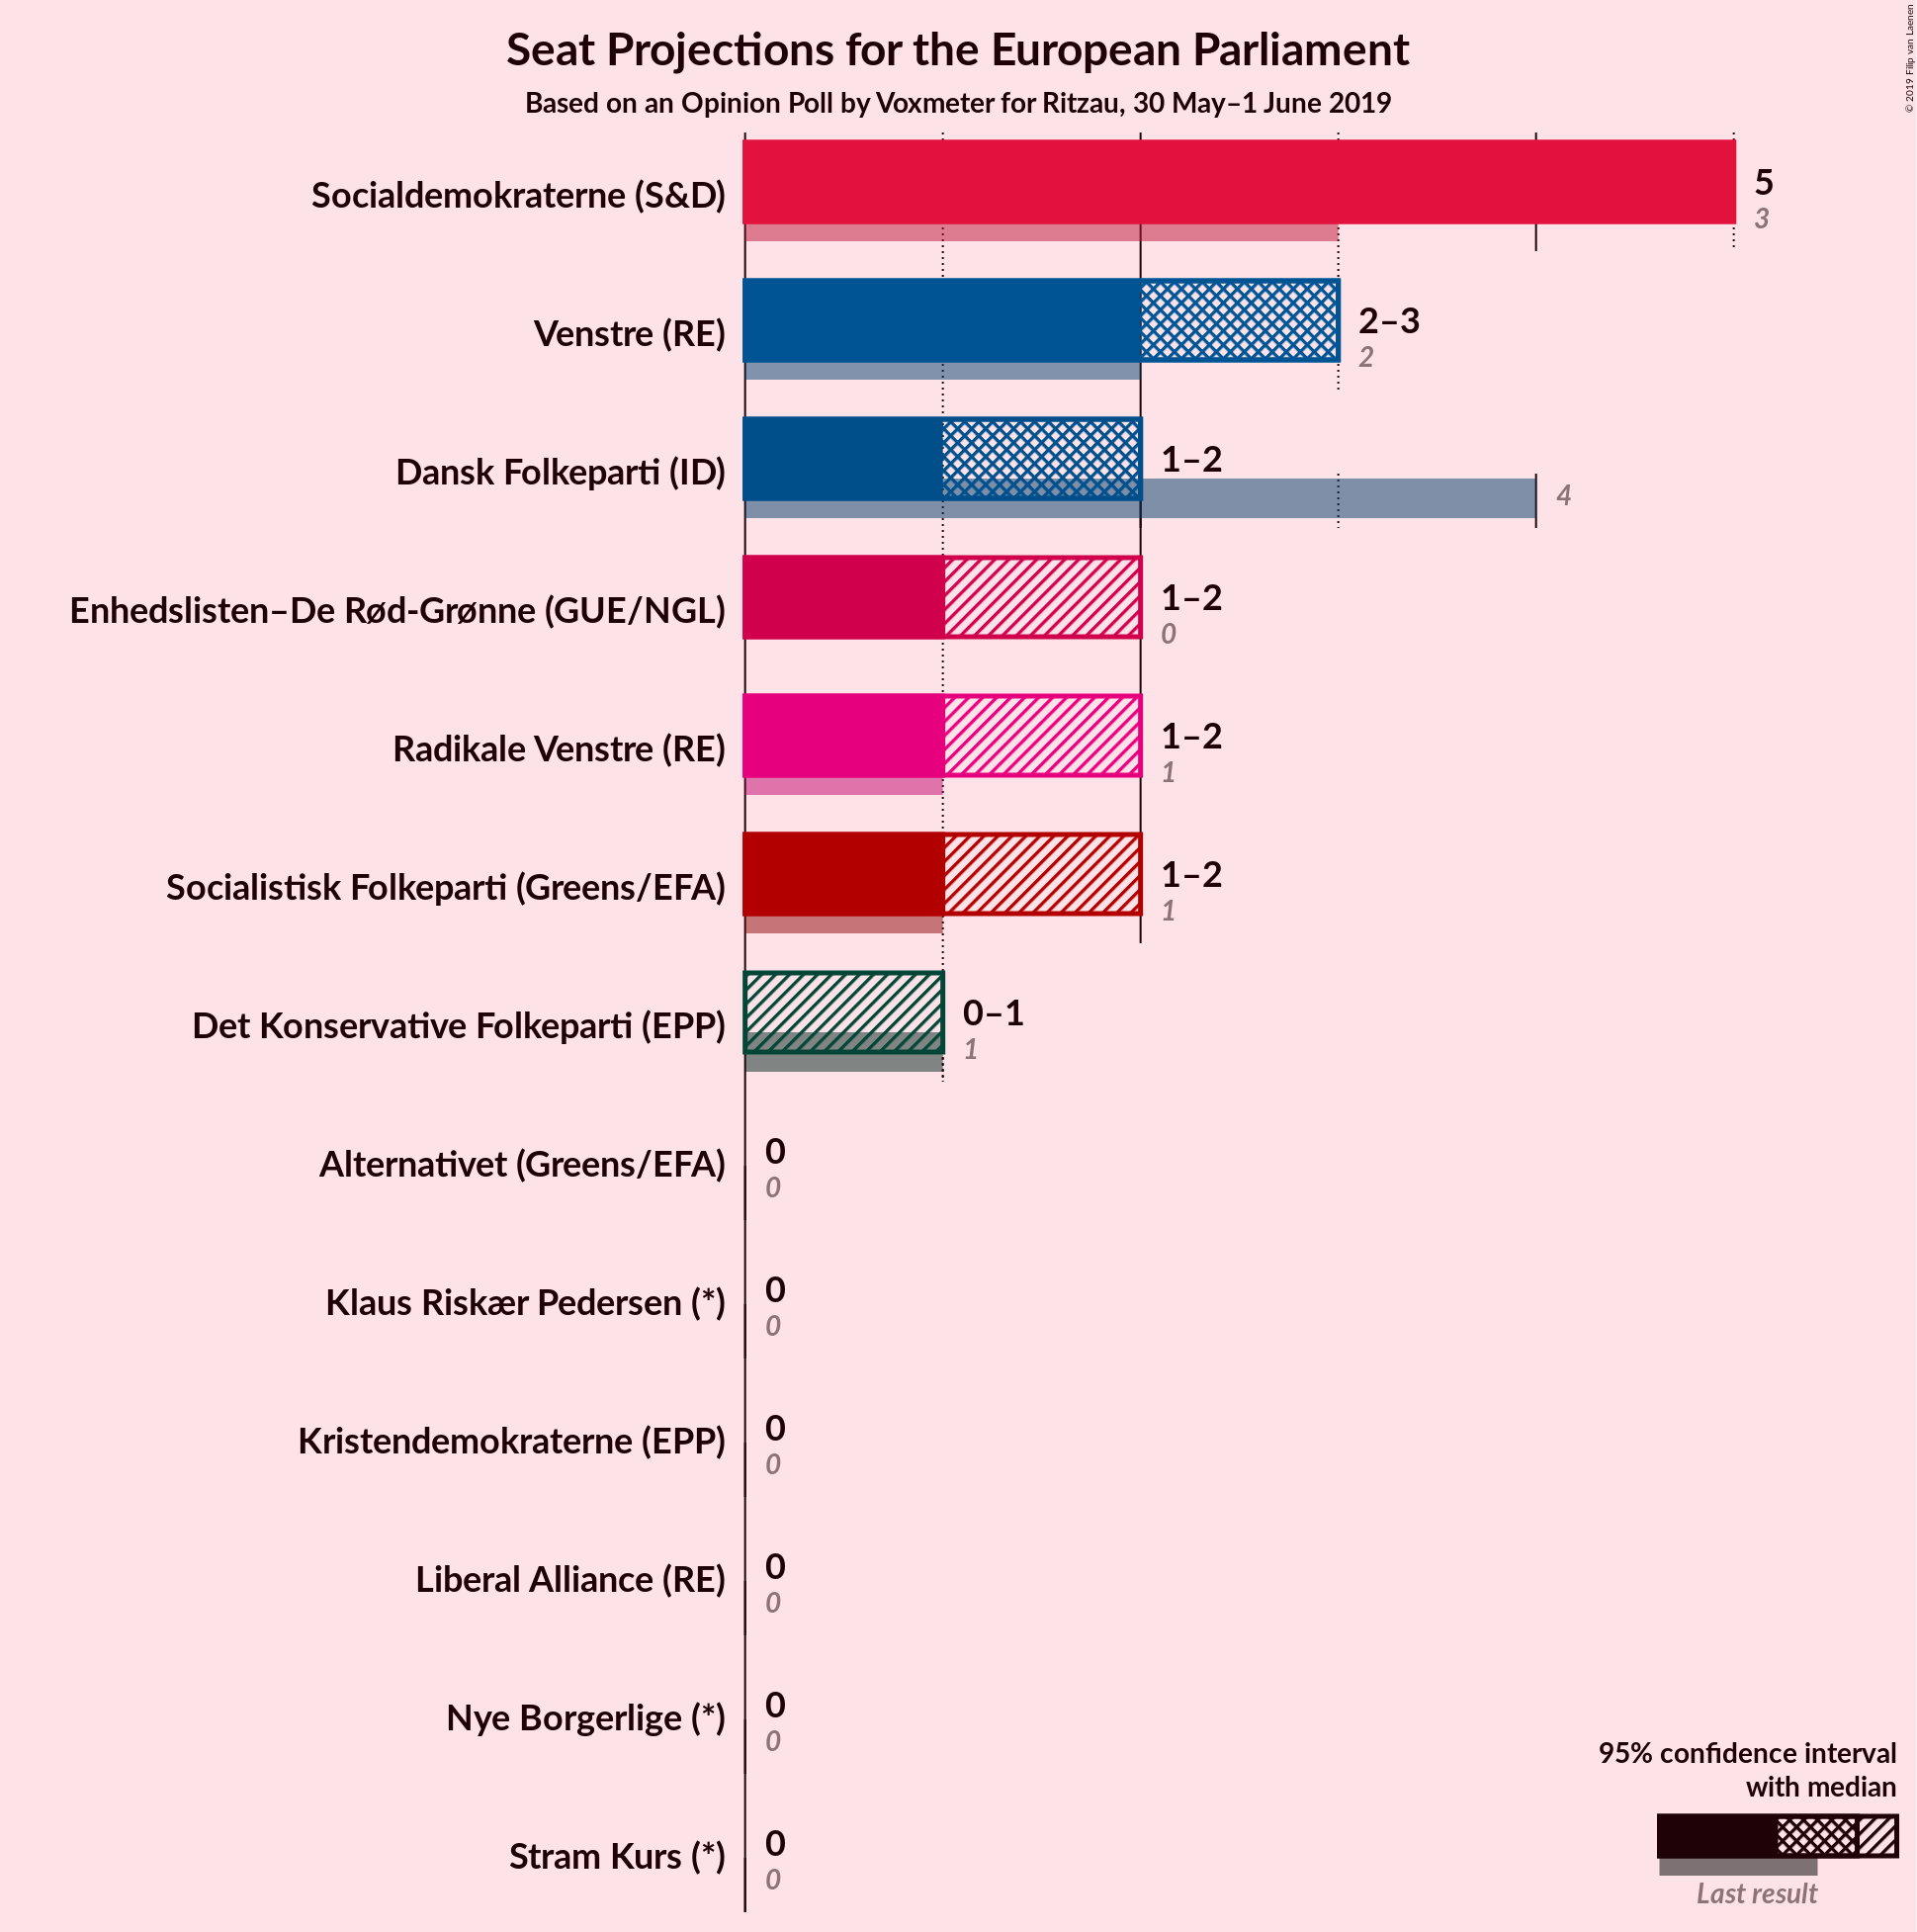 Seat Projections for the European Parliament
Based on an Opinion Poll by Voxmeter for Ritzau, 30 May–1 June 2019
© 2019 Filip van Laenen
Socialdemokraterne (S&D)
5
3
Venstre (RE)
2–3
2
Dansk Folkeparti (ID)
1–2
4
Enhedslisten–De Rød-Grønne (GUE/NGL)
1–2
0
Radikale Venstre (RE)
1–2
1
Socialistisk Folkeparti (Greens/EFA)
1–2
1
Det Konservative Folkeparti (EPP)
0–1
1
Alternativet (Greens/EFA)
0
0
Klaus Riskær Pedersen (*)
0
0
Kristendemokraterne (EPP)
0
0
Liberal Alliance (RE)
0
0
Nye Borgerlige (*)
0
0
Stram Kurs (*)
0
0
95% confidence interval
with median
Last result